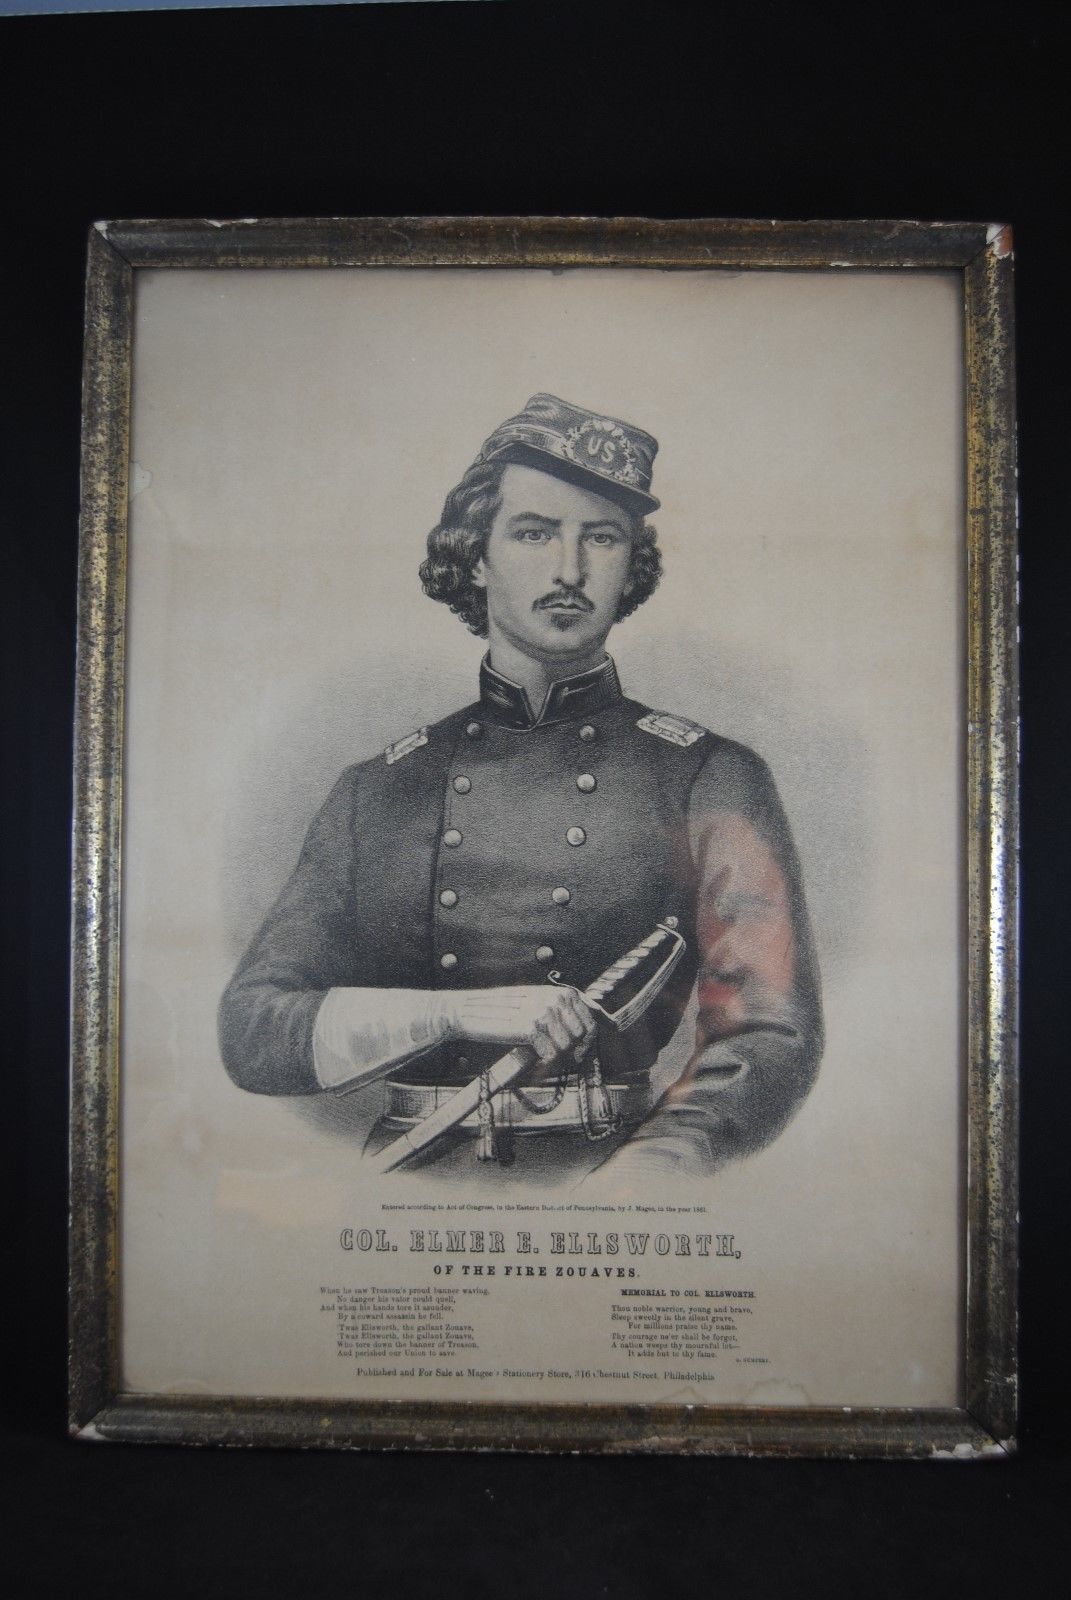 US
Entered according to Act of Congress, in the Eastern District of Pennsylvania, by J. Magee, in the year 1861.
COL. ELMER E. ELLSWORTH,
OF THE FIRE ZOUAVES.
When he saw Treason's proud banner waving,
No danger his valor could quell,
And when his hands tore it asunder,
By a coward assassin he fell.
'Twas Ellsworth, the gallant Zouave,
'Twas Ellsworth, the gallant Zouave,
Who tore down the banner of Treason,
And perished our Union to save.
MEMORIAL TO COL. ELLSWORTH.
Thou noble warrior, young and brave,
Sleep sweetly in the silent grave,
For millions praise thy name.
Thy courage ne'er shall be forgot,
A nation weeps thy mournful lot—
It adds but to thy fame.
Published and For Sale at Magee's Stationery Store, 316 Chestnut Street, Philadelphia